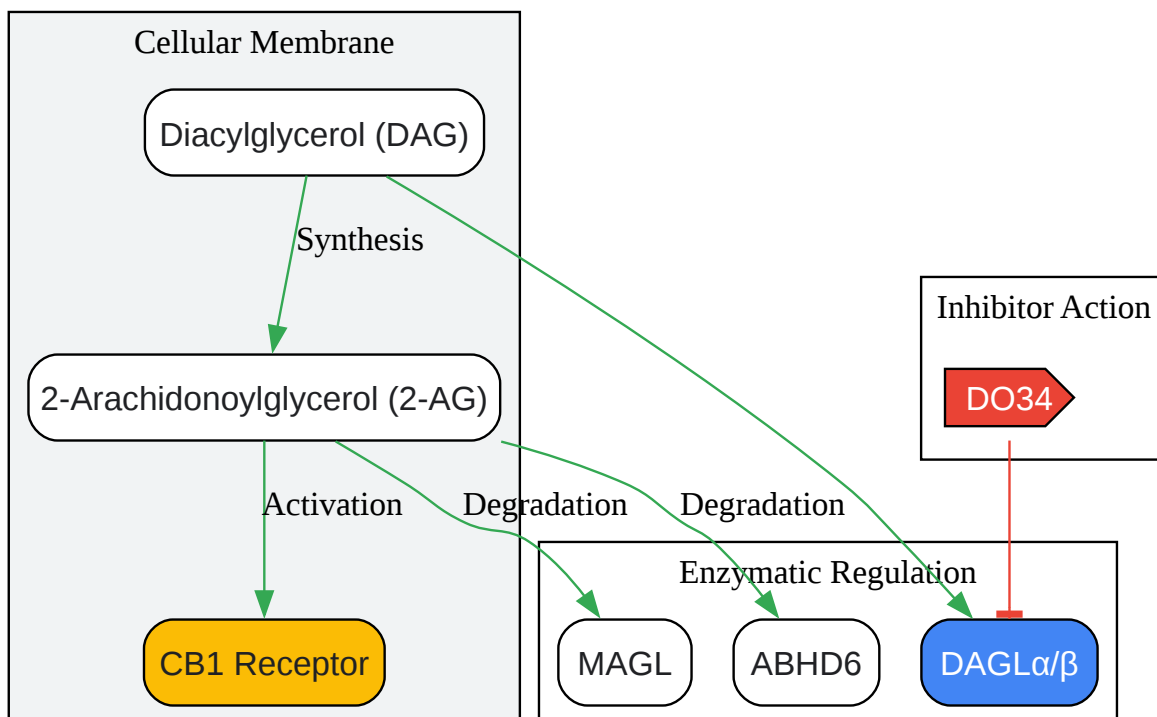 Cellular Membrane
Diacylglycerol (DAG)
Synthesis
Inhibitor Action
DO34
2-Arachidonoylglycerol (2-AG)
Activation
Degradation
Degradation
Enzymatic Regulation
CB1 Receptor
MAGL
ABHD6
DAGLα/β